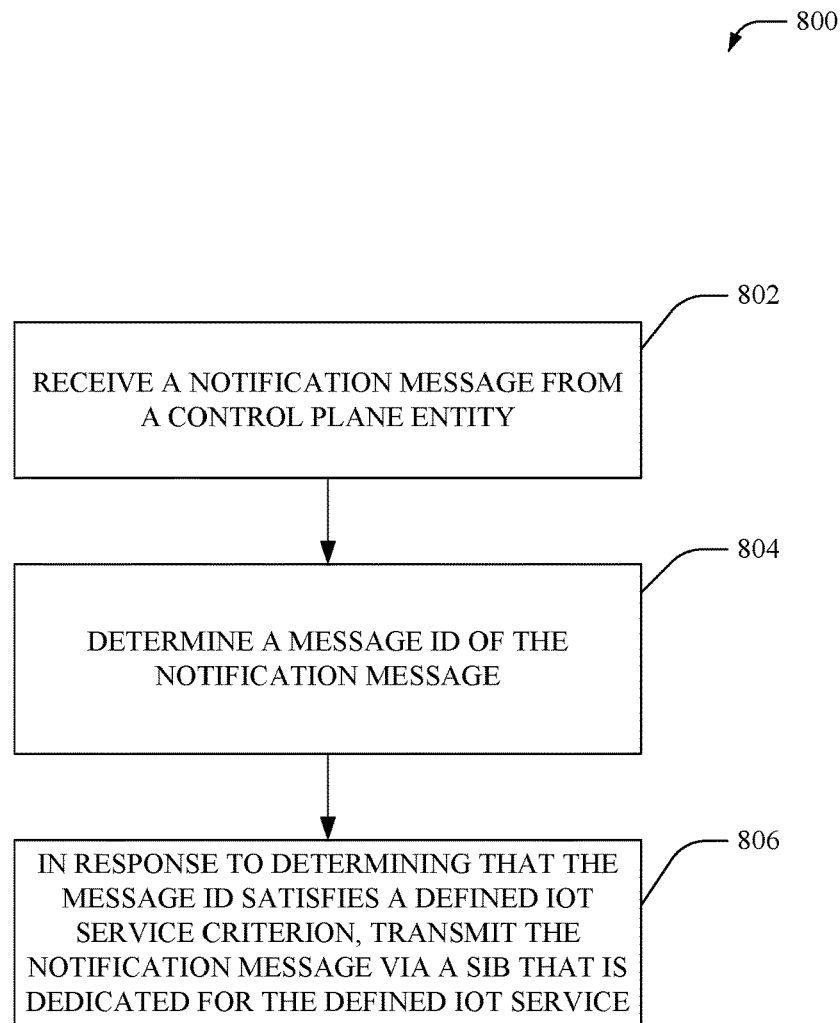 800
802
RECEIVE A NOTIFICATION MESSAGE FROM
A CONTROL PLANE ENTITY
804
DETERMINE A MESSAGE ID OF THE
NOTIFICATION MESSAGE
806
IN RESPONSE TO DETERMINING THAT THE
MESSAGE ID SATISFIES A DEFINED IOT
SERVICE CRITERION, TRANSMIT THE
NOTIFICATION MESSAGE VIA A SIB THAT IS
DEDICATED FOR THE DEFINED IOT SERVICE